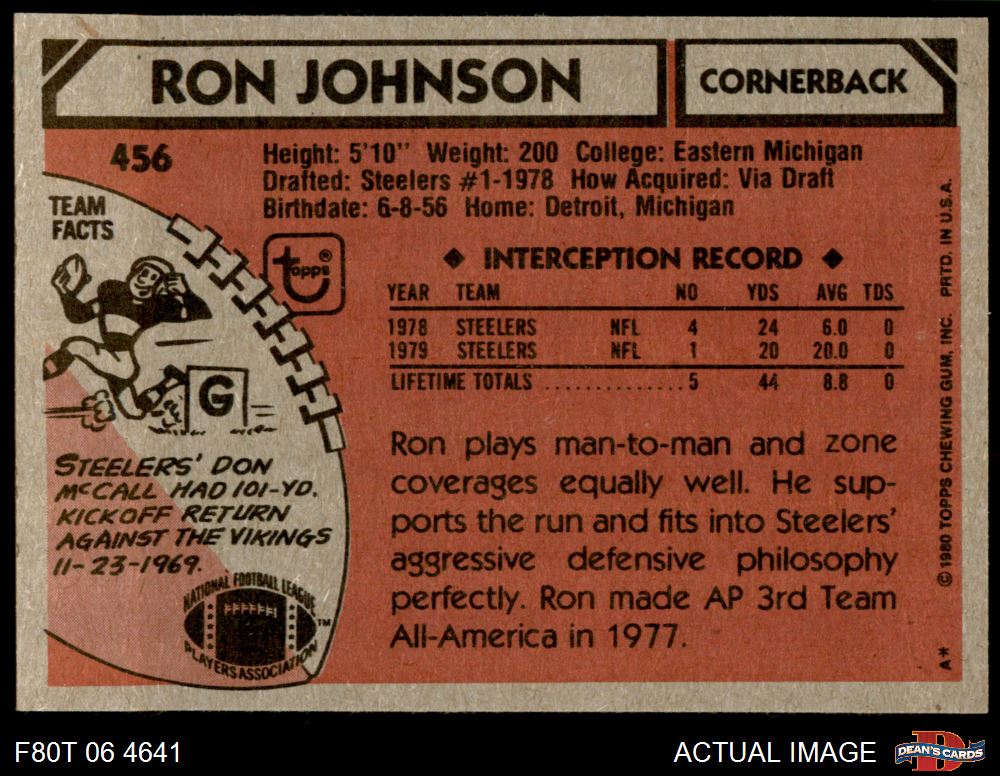 RON JOHNSON
CORNERBACK
456
Height: 5'10" Weight: 200 College: Eastern Michigan
Drafted: Steelers #1-1978 How Acquired: Via Draft
Birthdate: 6-8-56 Home: Detroit, Michigan
TEAM
FACTS
topps®
G
STEELERS' DON
McCALL HAD 101-YD.
KICKOFF RETURN
AGAINST THE VIKINGS
11-23-1969.
NATIONAL FOOTBALL LEAGUE
PLAYERS ASSOCIATION
TM
◆ INTERCEPTION RECORD ◆
YEAR TEAM NO YDS AVG TDS
1978 STEELERS NFL 4 24 6.0 0
1979 STEELERS NFL 1 20 20.0 0
LIFETIME TOTALS ............... 5 44 8.8 0
Ron plays man-to-man and zone
coverages equally well. He sup-
ports the run and fits into Steelers'
aggressive defensive philosophy
perfectly. Ron made AP 3rd Team
All-America in 1977.
A* © 1980 TOPPS CHEWING GUM, INC. PRTD. IN U.S.A.
F80T 06 4641
ACTUAL IMAGE
D
DEAN'S CARDS